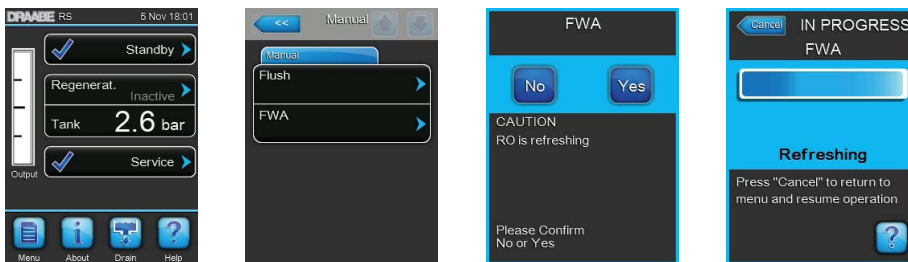 DRAABE RS 5 Nov 18:01
Standby
Regenerat.
Inactive
Tank 2.6 bar
Service
Output
Menu About Drain Help
<< Manual
Manual
Flush
FWA
FWA
No Yes
CAUTION
RO is refreshing
Please Confirm
No or Yes
Cancel IN PROGRESS
FWA
Refreshing
Press "Cancel" to return to
menu and resume operation
?